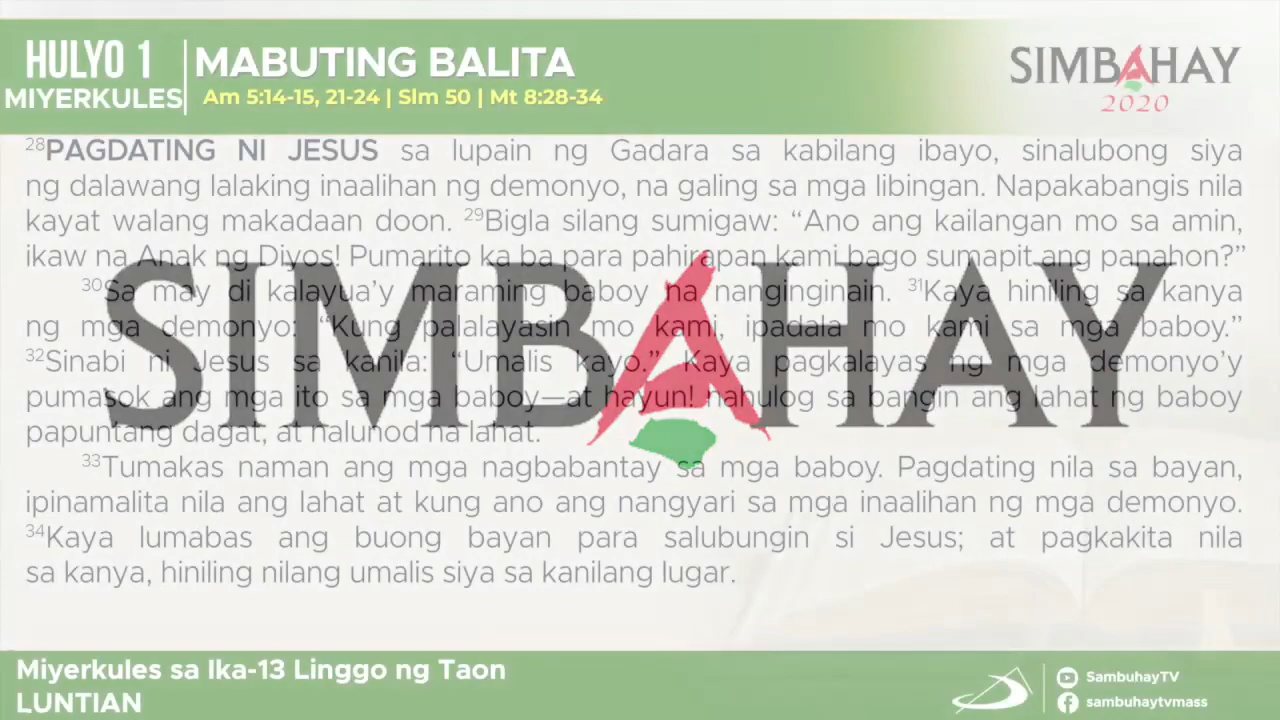 HULYO 1
MIYERKULES
MABUTING BALITA
Am 5:14-15, 21-24 | Slm 50 | Mt 8:28-34
SIMBAHAY
2020
28PAGDATING NI JESUS sa lupain ng Gadara sa kabilang ibayo, sinalubong siya
ng dalawang lalaking inaalihan ng demonyo, na galing sa mga libingan. Napakabangis nila
kayat walang makadaan doon. 29Bigla silang sumigaw: “Ano ang kailangan mo sa amin,
ikaw na Anak ng Diyos! Pumarito ka ba para pahirapan kami bago sumapit ang panahon?”
30Sa may di kalayua’y maraming baboy na nanginginain. 31Kaya hiniling sa kanya
ng mga demonyo: “Kung palalayasin mo kami, ipadala mo kami sa mga baboy.”
32Sinabi ni Jesus sa kanila: “Umalis kayo.” Kaya pagkalayas ng mga demonyo’y
pumasok ang mga ito sa mga baboy—at hayun! nahulog sa bangin ang lahat ng baboy
papuntang dagat, at nalunod na lahat.
33Tumakas naman ang mga nagbabantay sa mga baboy. Pagdating nila sa bayan,
ipinamalita nila ang lahat at kung ano ang nangyari sa mga inaalihan ng mga demonyo.
34Kaya lumabas ang buong bayan para salubungin si Jesus; at pagkakita nila
sa kanya, hiniling nilang umalis siya sa kanilang lugar.
SIMBAHAY
Miyerkules sa Ika-13 Linggo ng Taon
LUNTIAN
SambuhayTV
sambuhaytvmass